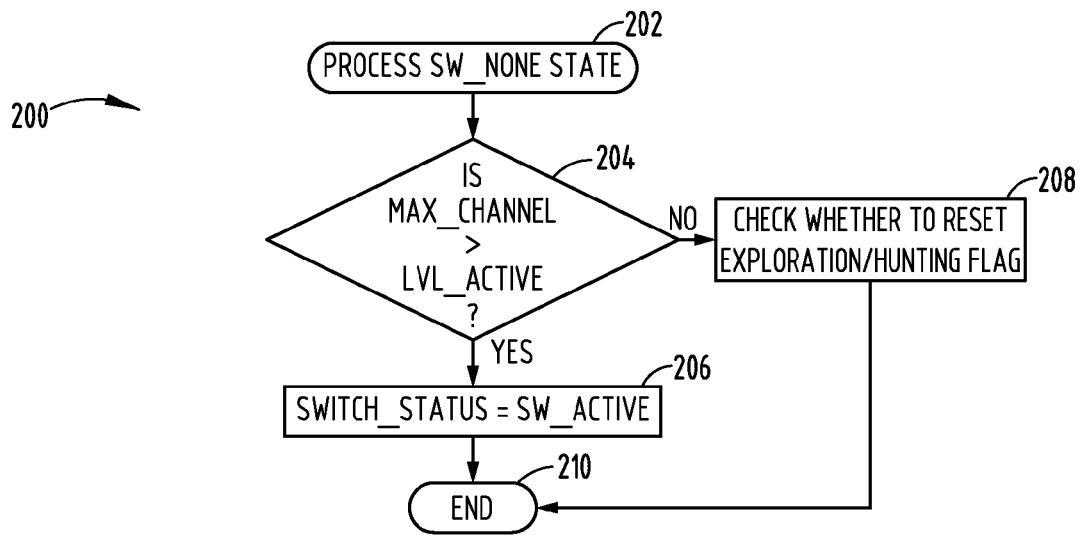 202
PROCESS SW_NONE STATE
200
204
IS
MAX_CHANNEL
>
LVL_ACTIVE
?
NO
208
CHECK WHETHER TO RESET
EXPLORATION/HUNTING FLAG
YES
206
SWITCH_STATUS = SW_ACTIVE
210
END